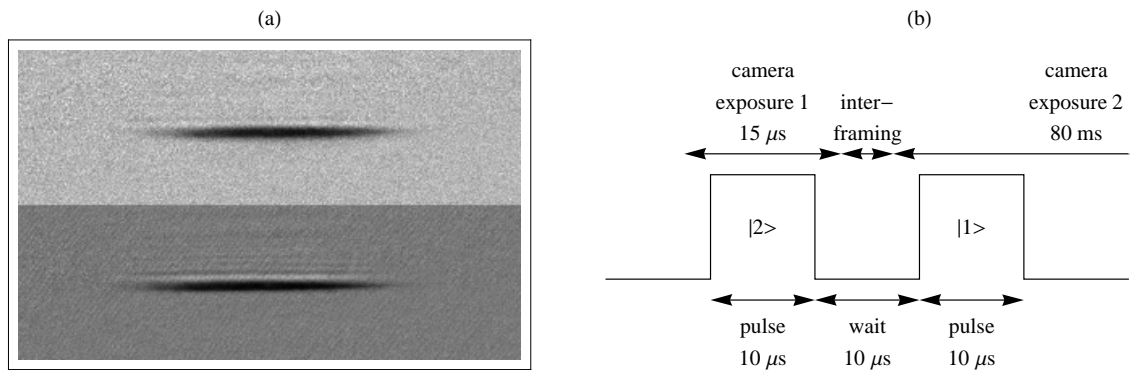 (a)
(b)
camera
exposure 1
15 μs
inter−
framing
camera
exposure 2
80 ms
|2>
|1>
pulse
10 μs
wait
10 μs
pulse
10 μs